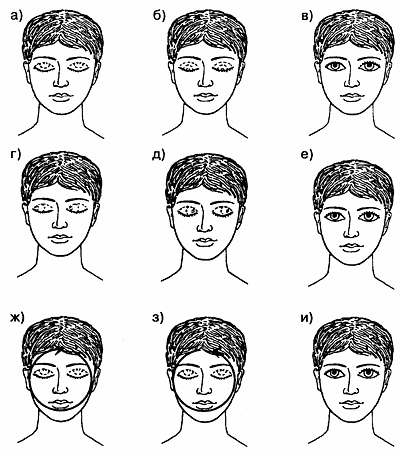 а) б) в)
г) д) е)
ж) з) и)